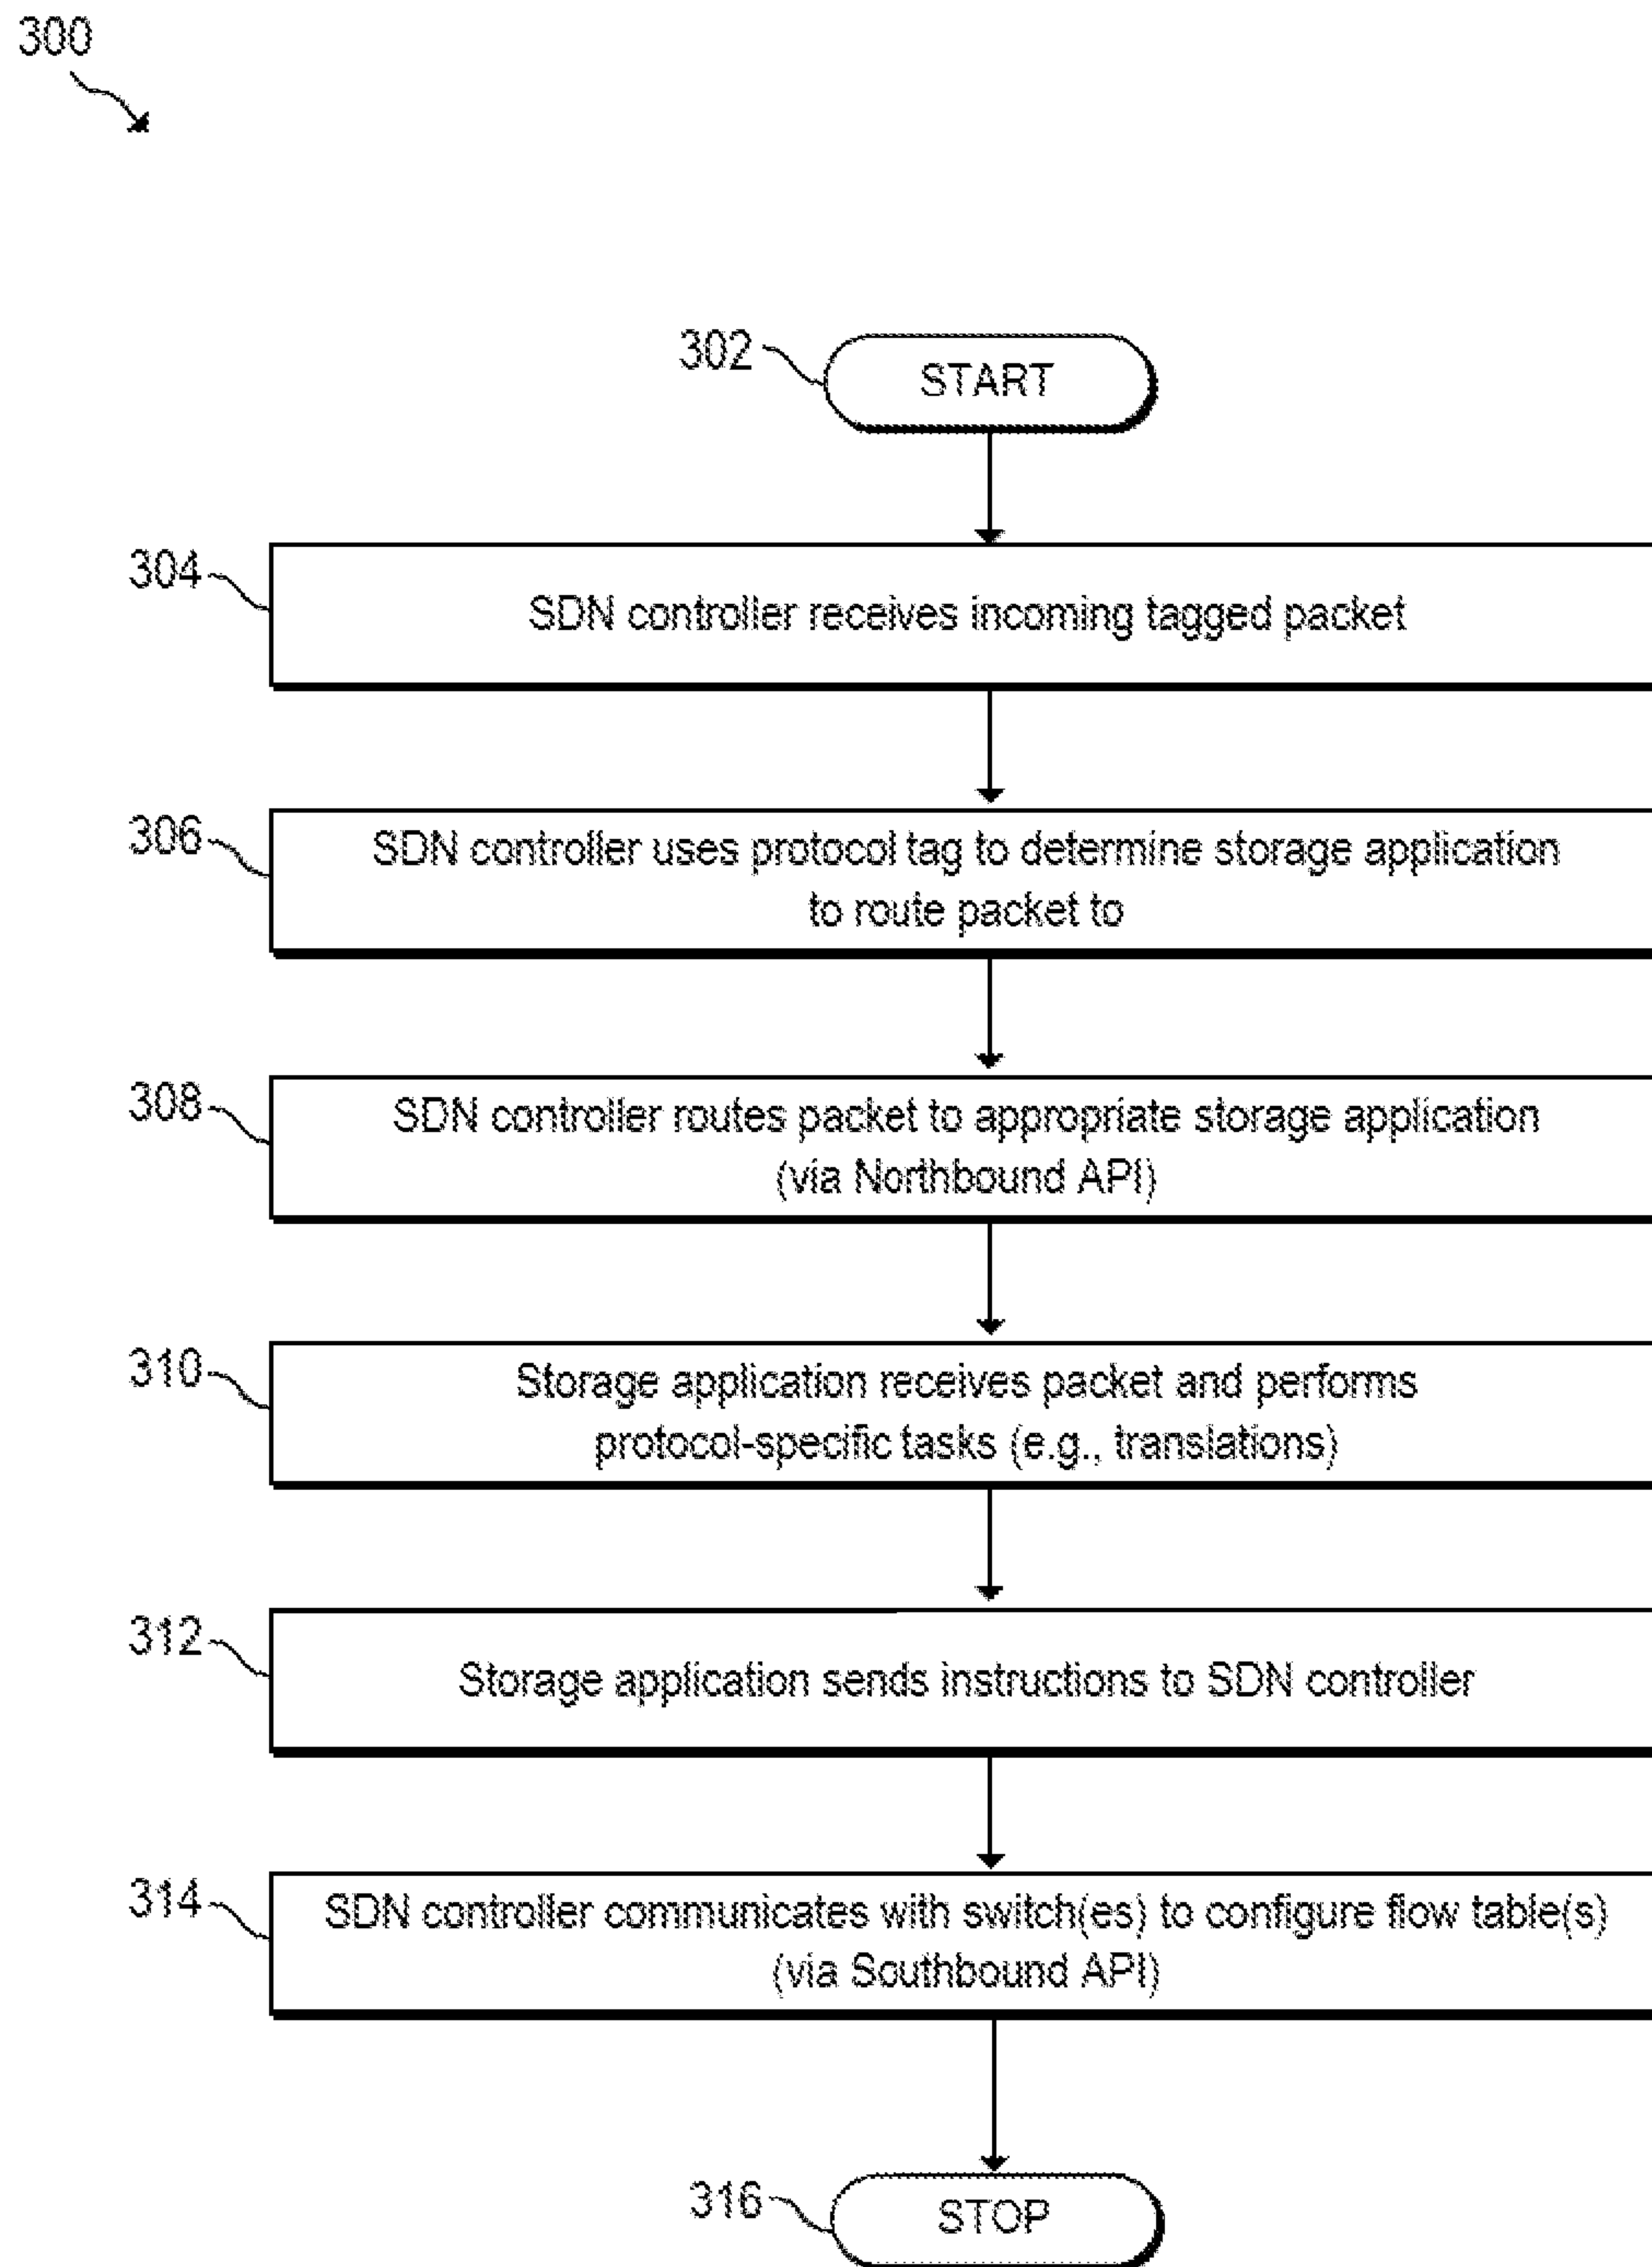 300
302
START
304
SDN controller receives incoming tagged packet
306
SDN controller uses protocol tag to determine storage application
to route packet to
308
SDN controller routes packet to appropriate storage application
(via Northbound API)
310
Storage application receives packet and performs
protocol-specific tasks (e.g., translations)
312
Storage application sends instructions to SDN controller
314
SDN controller communicates with switch(es) to configure flow table(s)
(via Southbound API)
316
STOP